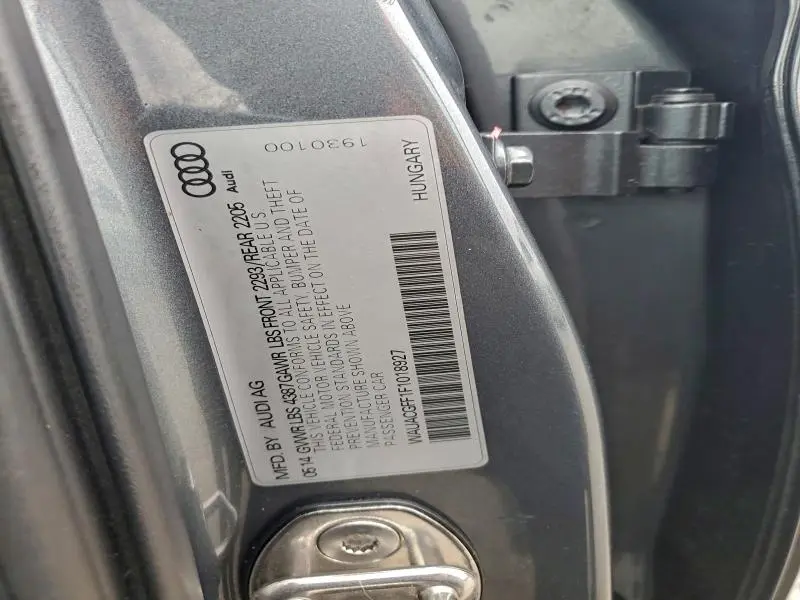 Audi
MFD. BY AUDI AG
05 14 GVWR LBS 4387 GAWR LBS FRONT 2293/REAR 2205
THIS VEHICLE CONFORMS TO ALL APPLICABLE U.S.
FEDERAL MOTOR VEHICLE SAFETY, BUMPER AND THEFT
PREVENTION STANDARDS IN EFFECT ON THE DATE OF
MANUFACTURE SHOWN ABOVE
PASSENGER CAR
WAUACGFF1F1018927
HUNGARY
1930100